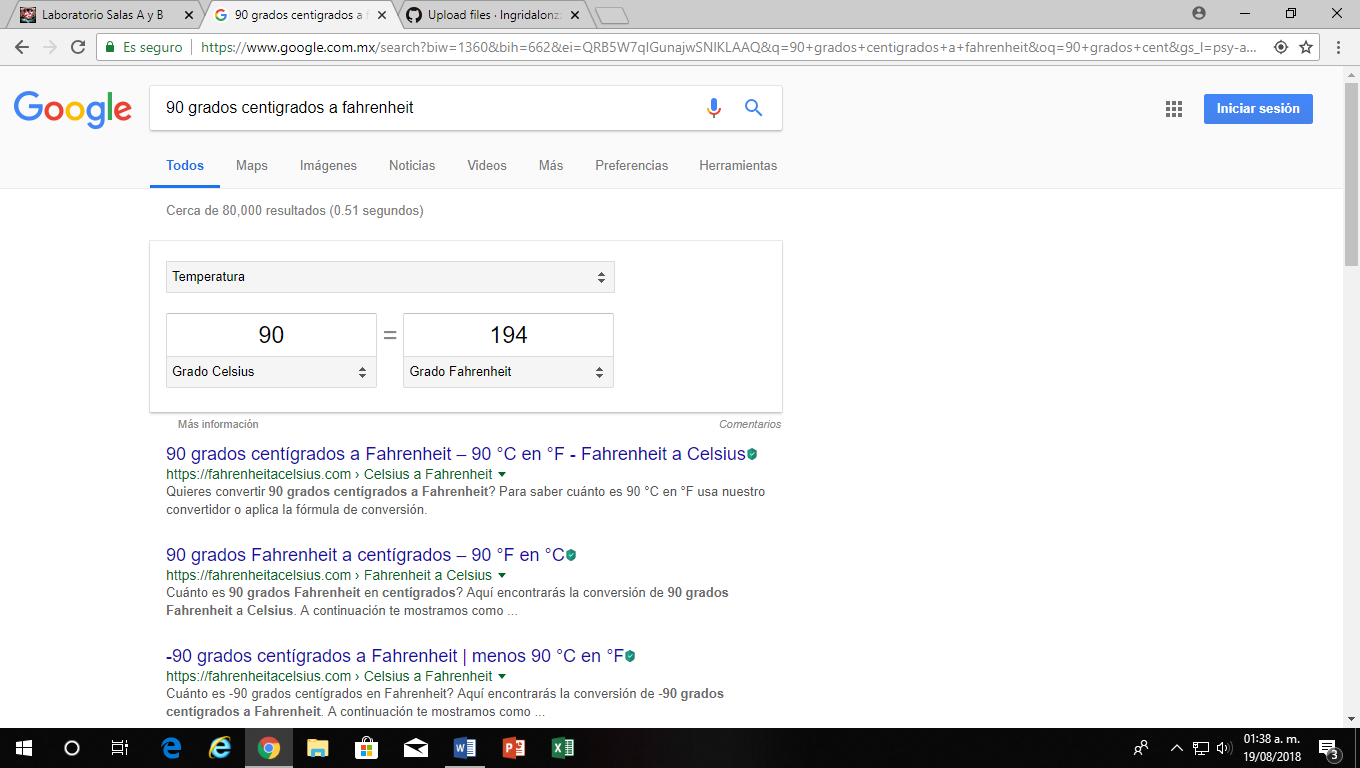 Laboratorio Salas A y B
90 grados centigrados a f
Upload files · Ingridalonz
Es seguro
https://www.google.com.mx/search?biw=1360&bih=662&ei=QRB5W7qIGunajwSNIKLAAQ&q=90+grados+centigrados+a+fahrenheit&oq=90+grados+cent&gs_l=psy-a...
Google
90 grados centigrados a fahrenheit
Iniciar sesión
Todos Maps Imágenes Noticias Videos Más Preferencias Herramientas
Cerca de 80,000 resultados (0.51 segundos)
Temperatura
90 = 194
Grado Celsius Grado Fahrenheit
Más información Comentarios
90 grados centígrados a Fahrenheit – 90 °C en °F - Fahrenheit a Celsius
https://fahrenheitacelsius.com › Celsius a Fahrenheit
Quieres convertir 90 grados centígrados a Fahrenheit? Para saber cuánto es 90 °C en °F usa nuestro
convertidor o aplica la fórmula de conversión.
90 grados Fahrenheit a centígrados – 90 °F en °C
https://fahrenheitacelsius.com › Fahrenheit a Celsius
Cuánto es 90 grados Fahrenheit en centígrados? Aquí encontrarás la conversión de 90 grados
Fahrenheit a Celsius. A continuación te mostramos como ...
-90 grados centígrados a Fahrenheit | menos 90 °C en °F
https://fahrenheitacelsius.com › Celsius a Fahrenheit
Cuánto es -90 grados centígrados en Fahrenheit? Aquí encontrarás la conversión de -90 grados
centígrados a Fahrenheit. A continuación te mostramos como ...
01:38 a. m.
19/08/2018
3